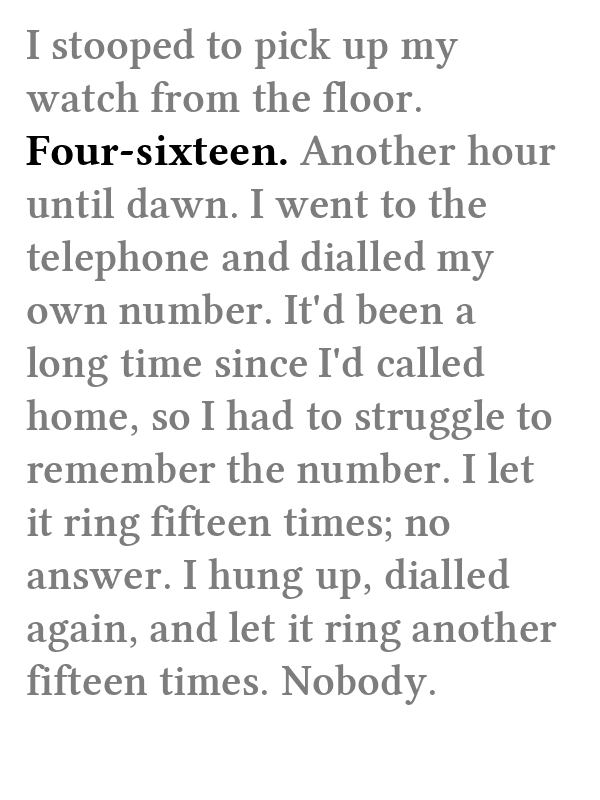 I stooped to pick up my
watch from the floor.
Four-sixteen. Another hour
until dawn. I went to the
telephone and dialled my
own number. It'd been a
long time since I'd called
home, so I had to struggle to
remember the number. I let
it ring fifteen times; no
answer. I hung up, dialled
again, and let it ring another
fifteen times. Nobody.